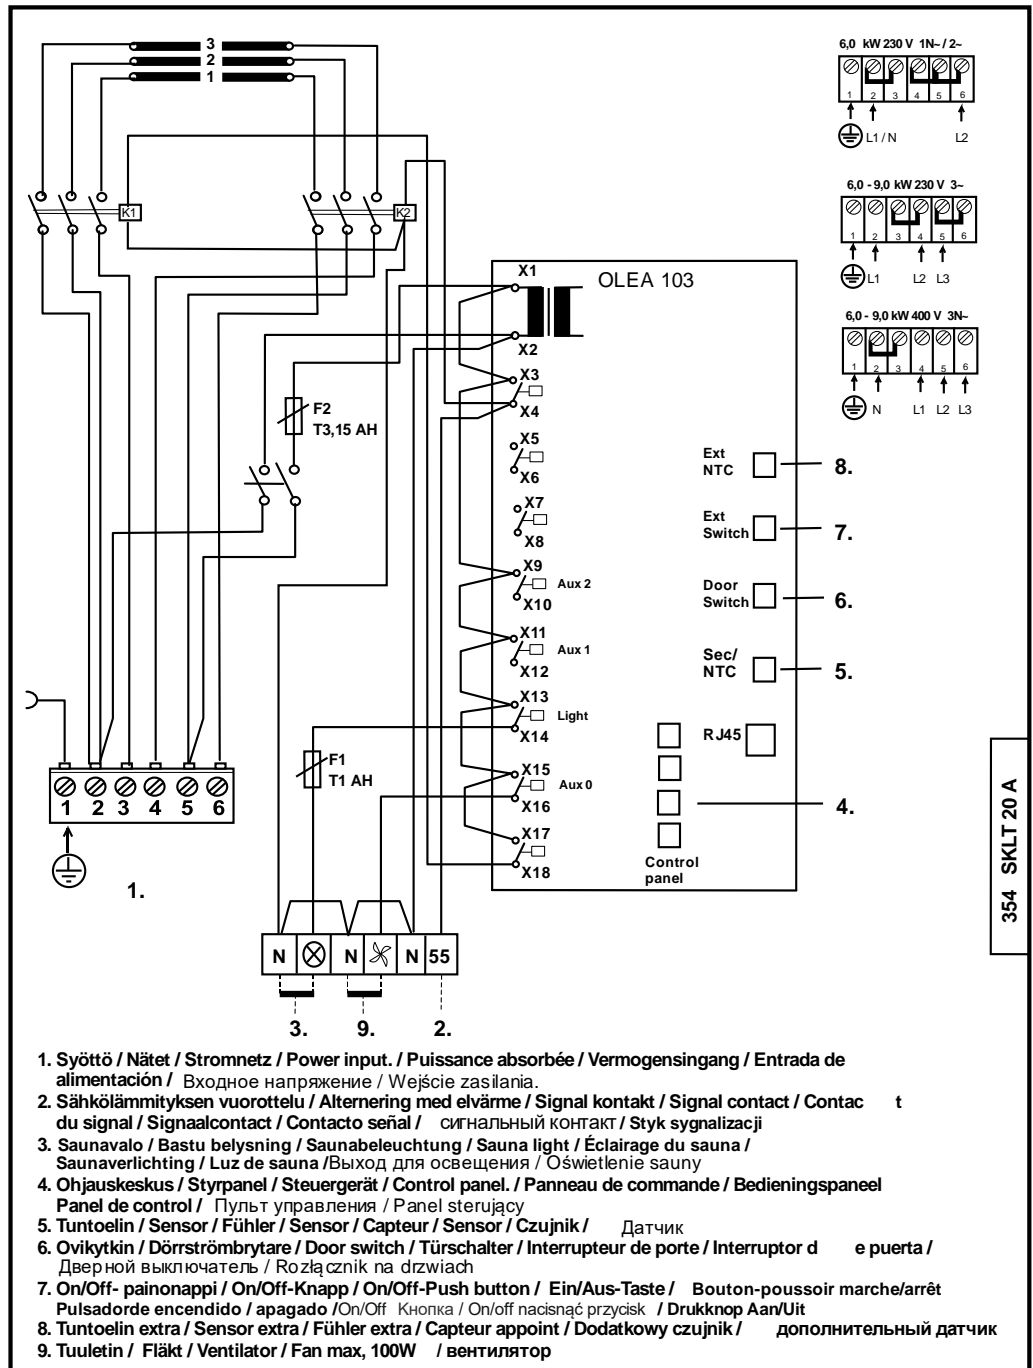 3
2
1
K1
K2
6,0 kW 230 V 1N~ / 2~
1 2 3 4 5 6
L1 / N L2
6,0 - 9,0 kW 230 V 3~
1 2 3 4 5 6
L1 L2 L3
6,0 - 9,0 kW 400 V 3N~
1 2 3 4 5 6
N L1 L2 L3
OLEA 103
X1
X2
X3
X4
X5
X6
X7
X8
X9
Aux 2
X10
X11
Aux 1
X12
X13
Light
X14
X15
Aux 0
X16
X17
X18
F2
T3,15 AH
F1
T1 AH
Ext
NTC
8.
Ext
Switch
7.
Door
Switch
6.
Sec/
NTC
5.
RJ45
4.
Control
panel
1 2 3 4 5 6
1.
N N N 55
3. 9. 2.
354 SKLT 20 A
1. Syöttö / Nätet / Stromnetz / Power input. / Puissance absorbée / Vermogensingang / Entrada de
alimentación / Входное напряжение / Wejście zasilania.
2. Sähkölämmityksen vuorottelu / Alternering med elvärme / Signal kontakt / Signal contact / Contac t
du signal / Signaalcontact / Contacto señal / сигнальный контакт / Styk sygnalizacji
3. Saunavalo / Bastu belysning / Saunabeleuchtung / Sauna light / Éclairage du sauna /
Saunaverlichting / Luz de sauna /Выход для освещения / Oświetlenie sauny
4. Ohjauskeskus / Styrpanel / Steuergerät / Control panel. / Panneau de commande / Bedieningspaneel
Panel de control / Пульт управления / Panel sterujący
5. Tuntoelin / Sensor / Fühler / Sensor / Capteur / Sensor / Czujnik / Датчик
6. Ovikytkin / Dörrströmbrytare / Door switch / Türschalter / Interrupteur de porte / Interruptor d e puerta /
Дверной выключатель / Rozłącznik na drzwiach
7. On/Off- painonappi / On/Off-Knapp / On/Off-Push button / Ein/Aus-Taste / Bouton-poussoir marche/arrêt
Pulsadorde encendido / apagado /On/Off Кнопка / On/off nacisnąć przycisk / Drukknop Aan/Uit
8. Tuntoelin extra / Sensor extra / Fühler extra / Capteur appoint / Dodatkowy czujnik / дополнительный датчик
9. Tuuletin / Fläkt / Ventilator / Fan max, 100W / вентилятор